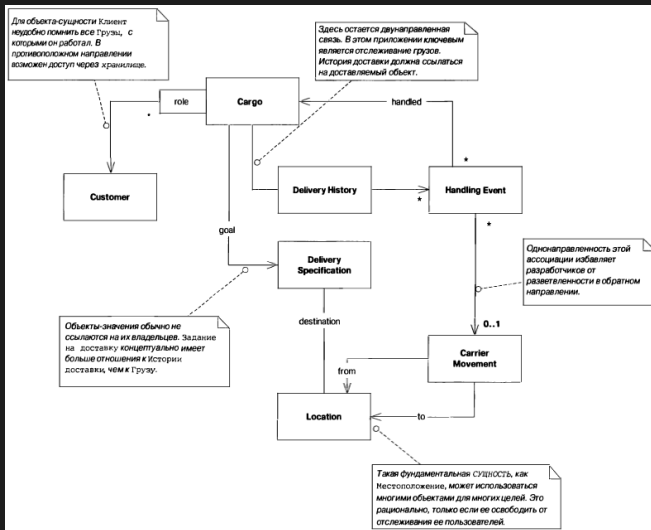 Для объекта-сущности Клиент
неудобно помнить все Грузы, с
которыми он работал. В
противоположном направлении
возможен доступ через хранилище.
Здесь остается двунаправленная
связь. В этом приложении ключевым
является отслеживание грузов.
История доставки должна ссылаться
на доставляемый объект.
role
Cargo
*
handled
Customer
Delivery History
*
*
Handling Event
*
goal
Delivery
Specification
Однонаправленность этой
ассоциации избавляет
разработчиков от
разветвленности в обратном
направлении.
Объекты-значения обычно не
ссылаются на их владельцев. Задание
на доставку концептуально имеет
больше отношения к Истории
доставки, чем к Грузу.
destination
0..1
Carrier
Movement
from
Location
to
Такая фундаментальная СУЩНОСТЬ, как
Местоположение, может использоваться
многими объектами для многих целей. Это
рационально, только если ее освободить от
отслеживания ее пользователей.